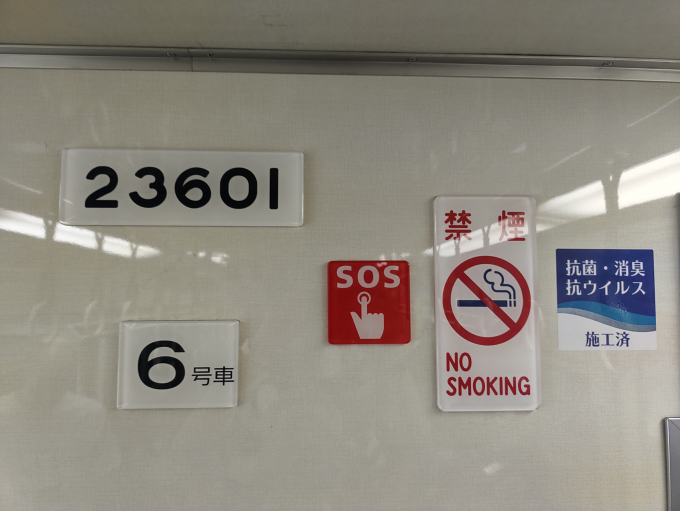 23601
6号車
SOS
禁煙
NO
SMOKING
抗菌・消臭
抗ウイルス
施工済